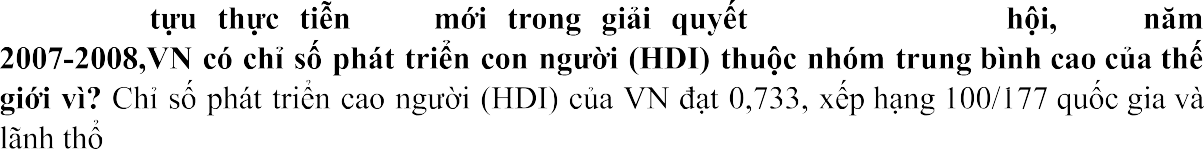 tựu thực tiễn mới trong giải quyết hội, năm
2007-2008,VN có chỉ số phát triển con người (HDI) thuộc nhóm trung bình cao của thế
giới vì? Chỉ số phát triển cao người (HDI) của VN đạt 0,733, xếp hạng 100/177 quốc gia và
lãnh thổ